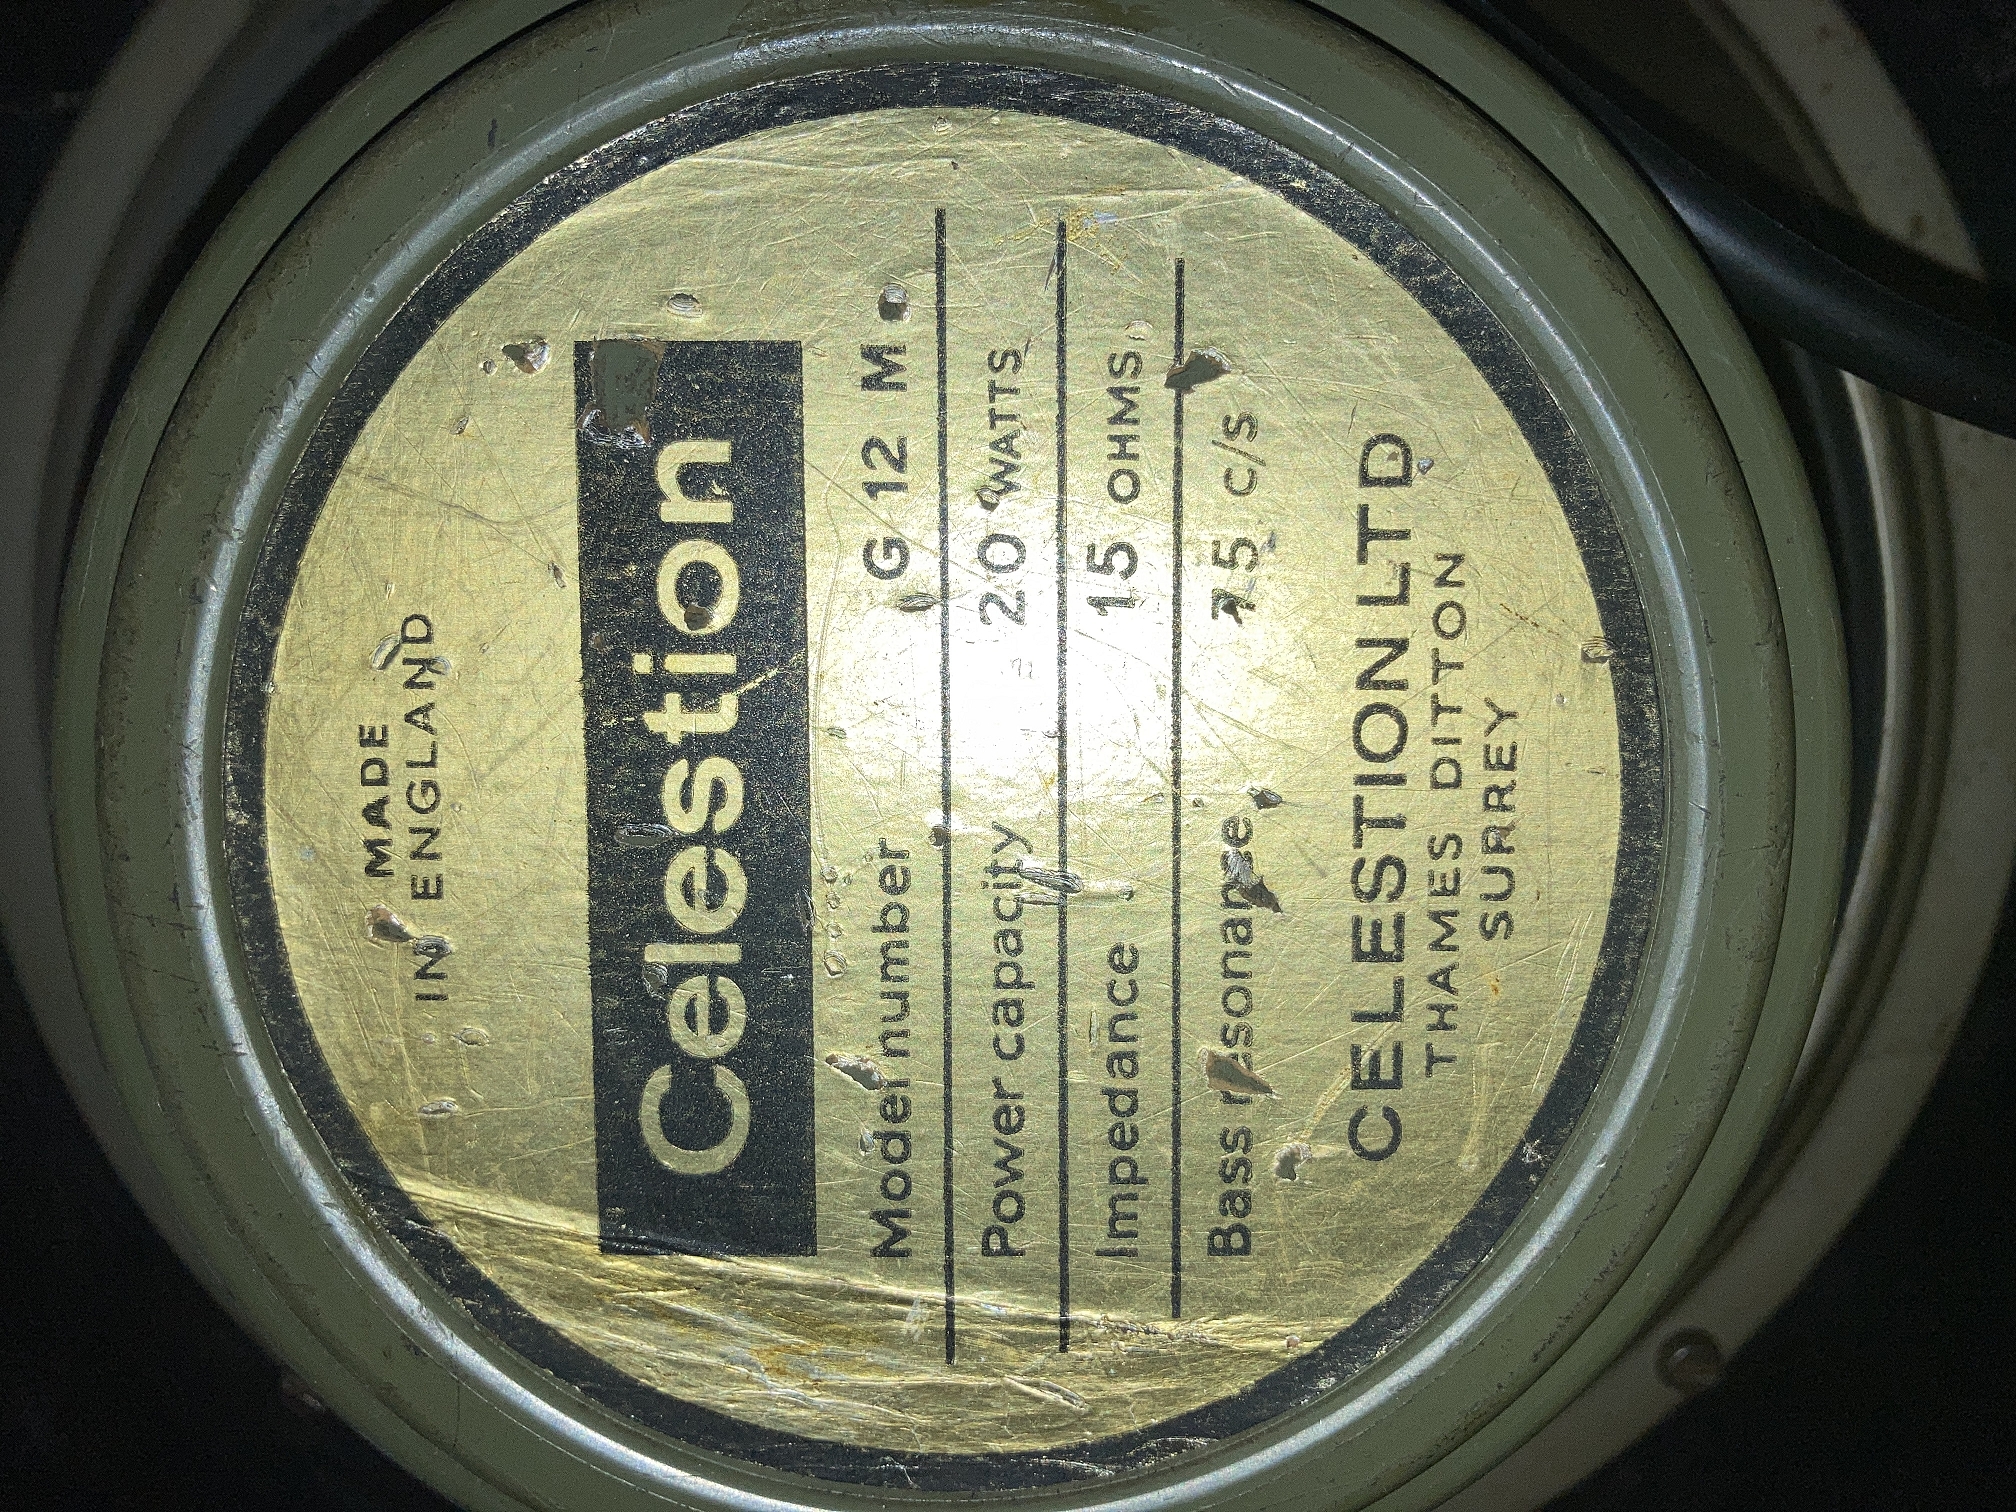 MADE
IN ENGLAND
Celestion
Model number G 12 M
Power capacity 20 WATTS
Impedance 15 OHMS
Bass resonance 75 C/S
CELESTION LTD
THAMES DITTON
SURREY